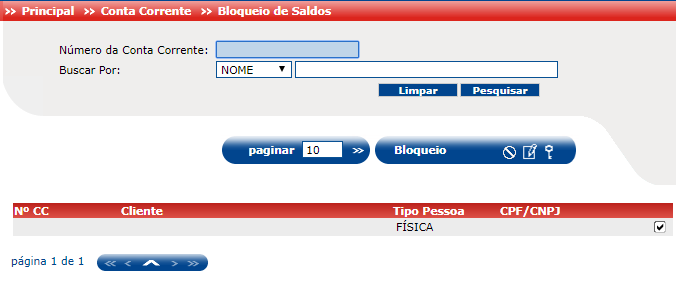 >> Principal >> Conta Corrente >> Bloqueio de Saldos
Número da Conta Corrente:
Buscar Por: NOME
Limpar Pesquisar
paginar 10 >> Bloqueio
Nº CC Cliente Tipo Pessoa CPF/CNPJ
FÍSICA
página 1 de 1 << < > >>